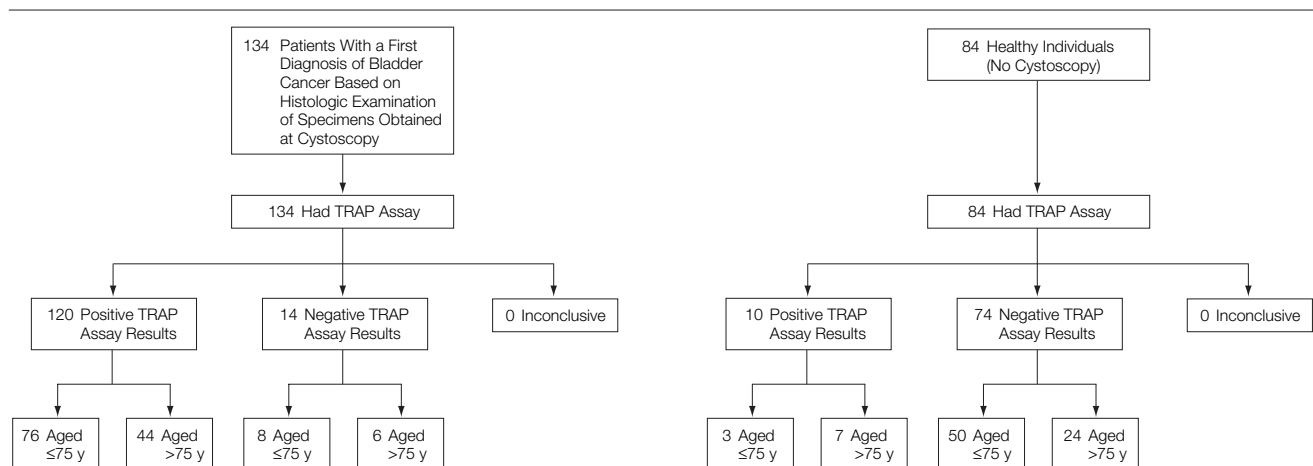 134 Patients With a First
Diagnosis of Bladder
Cancer Based on
Histologic Examination
of Specimens Obtained
at Cystoscopy
84 Healthy Individuals
(No Cystoscopy)
134 Had TRAP Assay
84 Had TRAP Assay
120 Positive TRAP
Assay Results
14 Negative TRAP
Assay Results
0 Inconclusive
10 Positive TRAP
Assay Results
74 Negative TRAP
Assay Results
0 Inconclusive
76 Aged
≤75 y
44 Aged
>75 y
8 Aged
≤75 y
6 Aged
>75 y
3 Aged
≤75 y
7 Aged
>75 y
50 Aged
≤75 y
24 Aged
>75 y